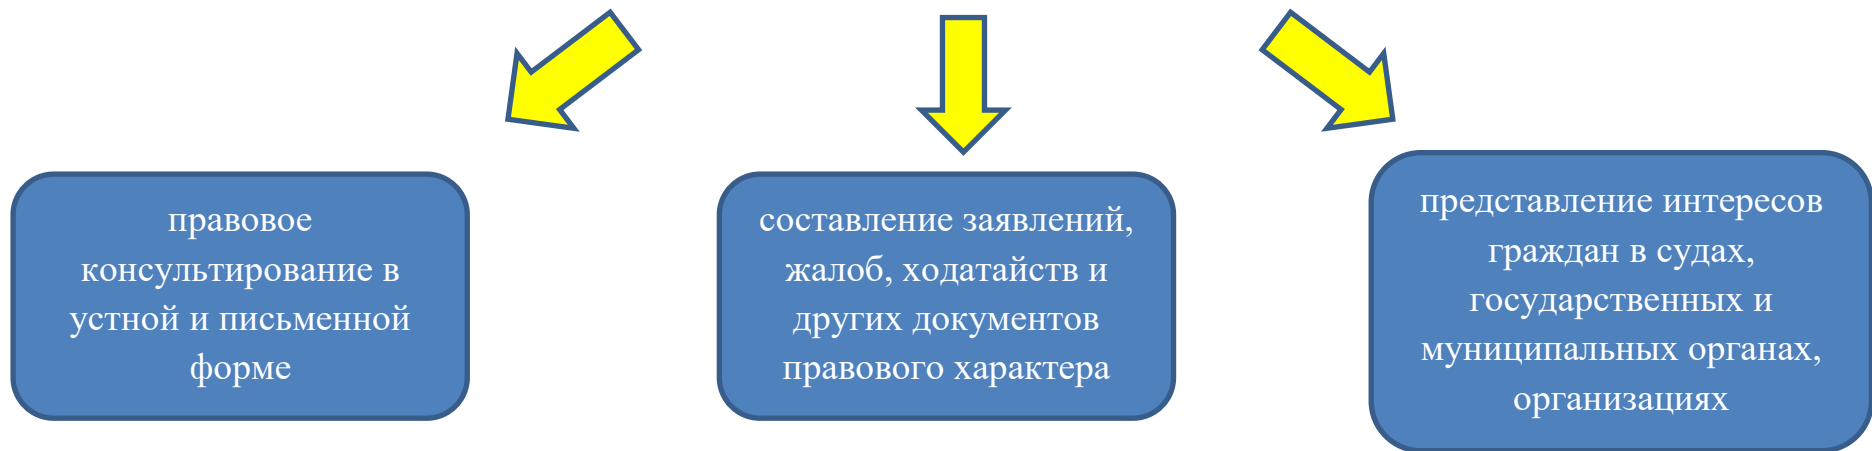 правовое
консультирование в
устной и письменной
форме
составление заявлений,
жалоб, ходатайств и
других документов
правового характера
представление интересов
граждан в судах,
государственных и
муниципальных органах,
организациях